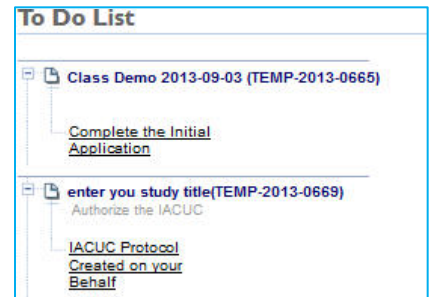 To Do List
Class Demo 2013-09-03 (TEMP-2013-0665)
Complete the Initial
Application
enter you study title(TEMP-2013-0669)
Authorize the IACUC
IACUC Protocol
Created on your
Behalf